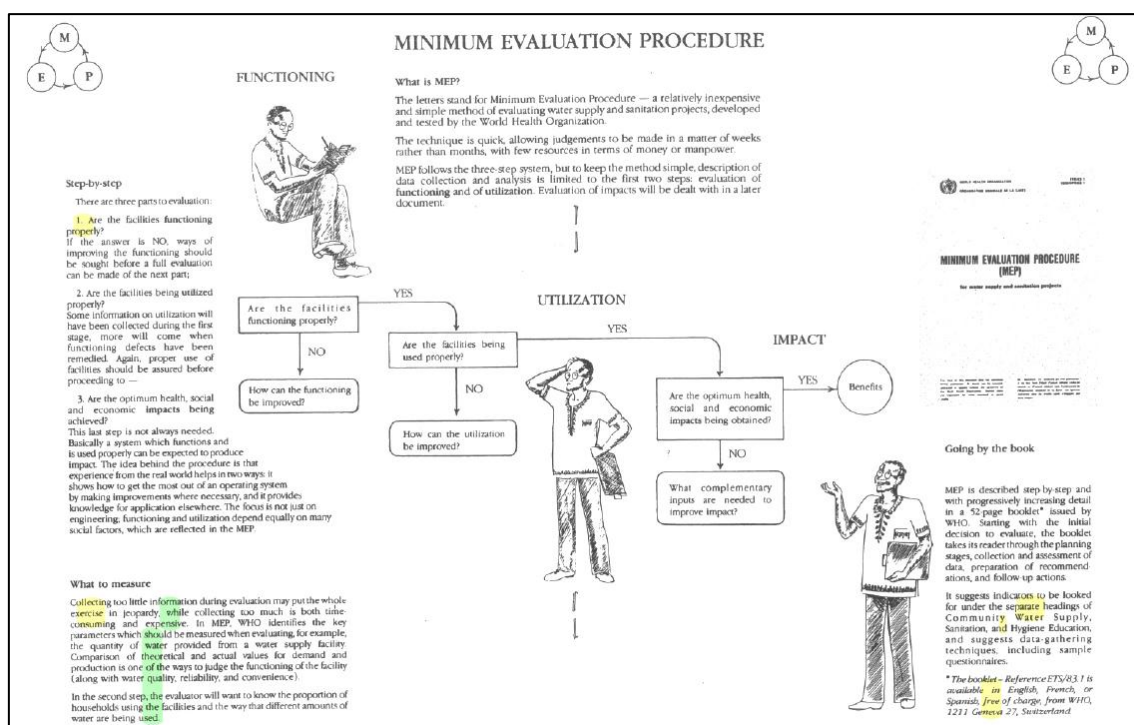 M
E
P
MINIMUM EVALUATION PROCEDURE
M
E
P
FUNCTIONING
What is MEP?
The letters stand for Minimum Evaluation Procedure — a relatively inexpensive
and simple method of evaluating water supply and sanitation projects, developed
and tested by the World Health Organization.
The technique is quick, allowing judgements to be made in a matter of weeks
rather than months, with few resources in terms of money or manpower.
MEP follows the three-step system, but to keep the method simple, description of
data collection and analysis is limited to the first two steps: evaluation of
functioning and of utilization. Evaluation of impacts will be dealt with in a later
document.
Step-by-step
There are three parts to evaluation:
1. Are the facilities functioning
properly?
If the answer is NO, ways of
improving the functioning should
be sought before a full evaluation
can be made of the next part;
2. Are the facilities being utilized
properly?
Some information on utilization will
have been collected during the first
stage, more will come when
functioning defects have been
remedied. Again, proper use of
facilities should be assured before
proceeding to —
3. Are the optimum health, social
and economic impacts being
achieved?
This last step is not always needed.
Basically a system which functions and
is used properly can be expected to produce
impact. The idea behind the procedure is that
experience from the real world helps in two ways: it
shows how to get the most out of an operating system
by making improvements where necessary, and it provides
knowledge for application elsewhere. The focus is not just on
engineering; functioning and utilization depend equally on many
social factors, which are reflected in the MEP.
Are the facilities
functioning properly?
YES
NO
How can the functioning
be improved?
UTILIZATION
Are the facilities being
used properly?
YES
NO
How can the utilization
be improved?
IMPACT
Are the optimum health,
social and economic
impacts being obtained?
YES
Benefits
NO
What complementary
inputs are needed to
improve impact?
What to measure
Collecting too little information during evaluation may put the whole
exercise in jeopardy, while collecting too much is both time-
consuming and expensive. In MEP, WHO identifies the key
parameters which should be measured when evaluating, for example,
the quantity of water provided from a water supply facility.
Comparison of theoretical and actual values for demand and
production is one of the ways to judge the functioning of the facility
(along with water quality, reliability, and convenience).
In the second step, the evaluator will want to know the proportion of
households using the facilities and the way that different amounts of
water are being used.
WORLD HEALTH ORGANIZATION
ORGANISATION MONDIALE DE LA SANTÉ
MINIMUM EVALUATION PROCEDURE
(MEP)
for water supply and sanitation projects
Going by the book
MEP is described step-by-step and
with progressively increasing detail
in a 52-page booklet* issued by
WHO. Starting with the initial
decision to evaluate, the booklet
takes its reader through the planning
stages, collection and assessment of
data, preparation of recommend-
ations, and follow-up actions.
It suggests indicators to be looked
for under the separate headings of
Community Water Supply,
Sanitation, and Hygiene Education,
and suggests data-gathering
techniques, including sample
questionnaires.
* The booklet – Reference ETS/83.1 is
available in English, French, or
Spanish, free of charge, from WHO,
1211 Geneva 27, Switzerland.